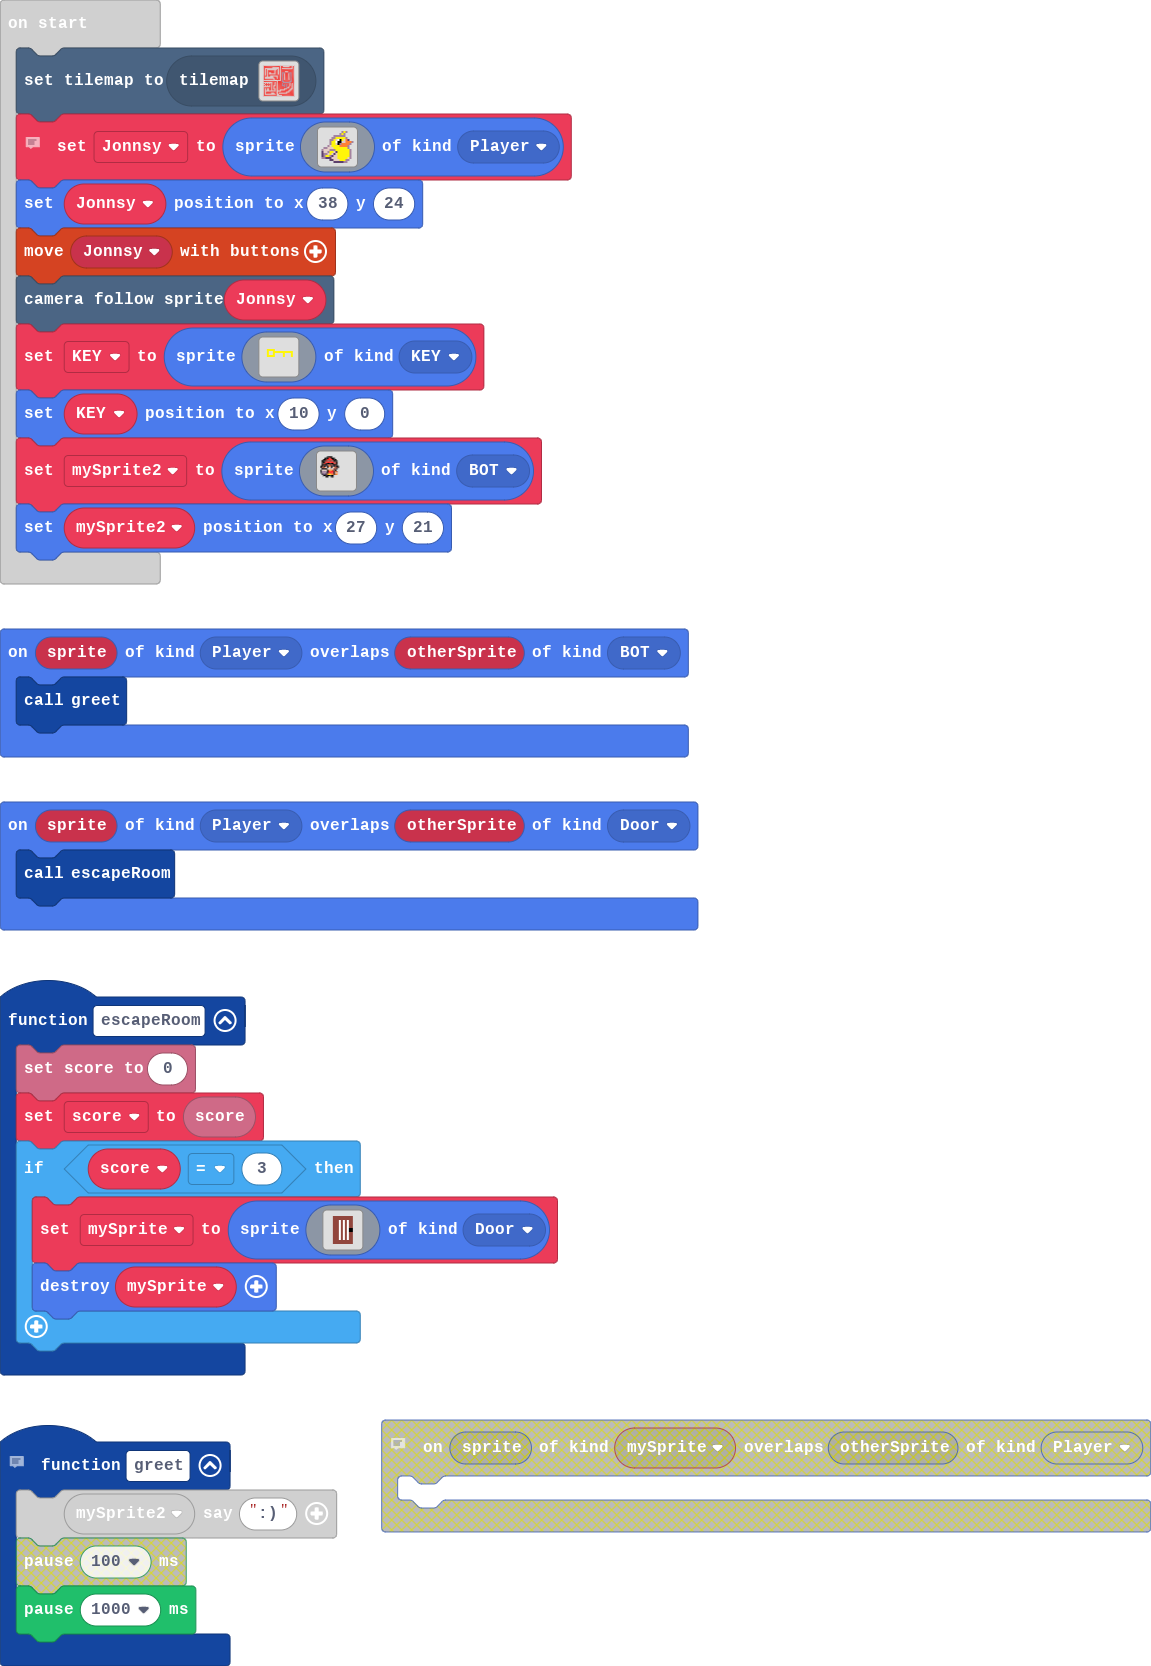 on start
set tilemap to tilemap
set Jonnsy to sprite of kind Player
set Jonnsy position to x 38 y 24
move Jonnsy with buttons
camera follow sprite Jonnsy
set KEY to sprite of kind KEY
set KEY position to x 10 y 0
set mySprite2 to sprite of kind BOT
set mySprite2 position to x 27 y 21
on sprite of kind Player overlaps otherSprite of kind BOT
call greet
on sprite of kind Player overlaps otherSprite of kind Door
call escapeRoom
function escapeRoom
set score to 0
set score to score
if score = 3 then
set mySprite to sprite of kind Door
destroy mySprite
function greet
mySprite2 say ":)"
pause 100 ms
pause 1000 ms
on sprite of kind mySprite overlaps otherSprite of kind Player